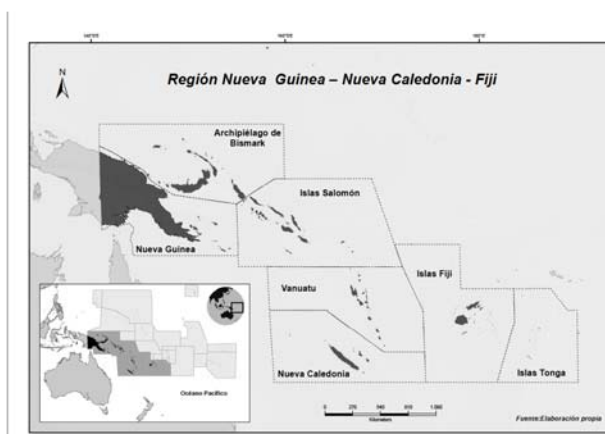 Región Nueva Guinea – Nueva Caledonia - Fiji
N
Archipiélago de
Bismark
Islas Salomón
Nueva Guinea
Islas Fiji
Vanuatu
Nueva Caledonia
Islas Tonga
Océano Pacífico
Kilometers
Fuente:Elaboración propia